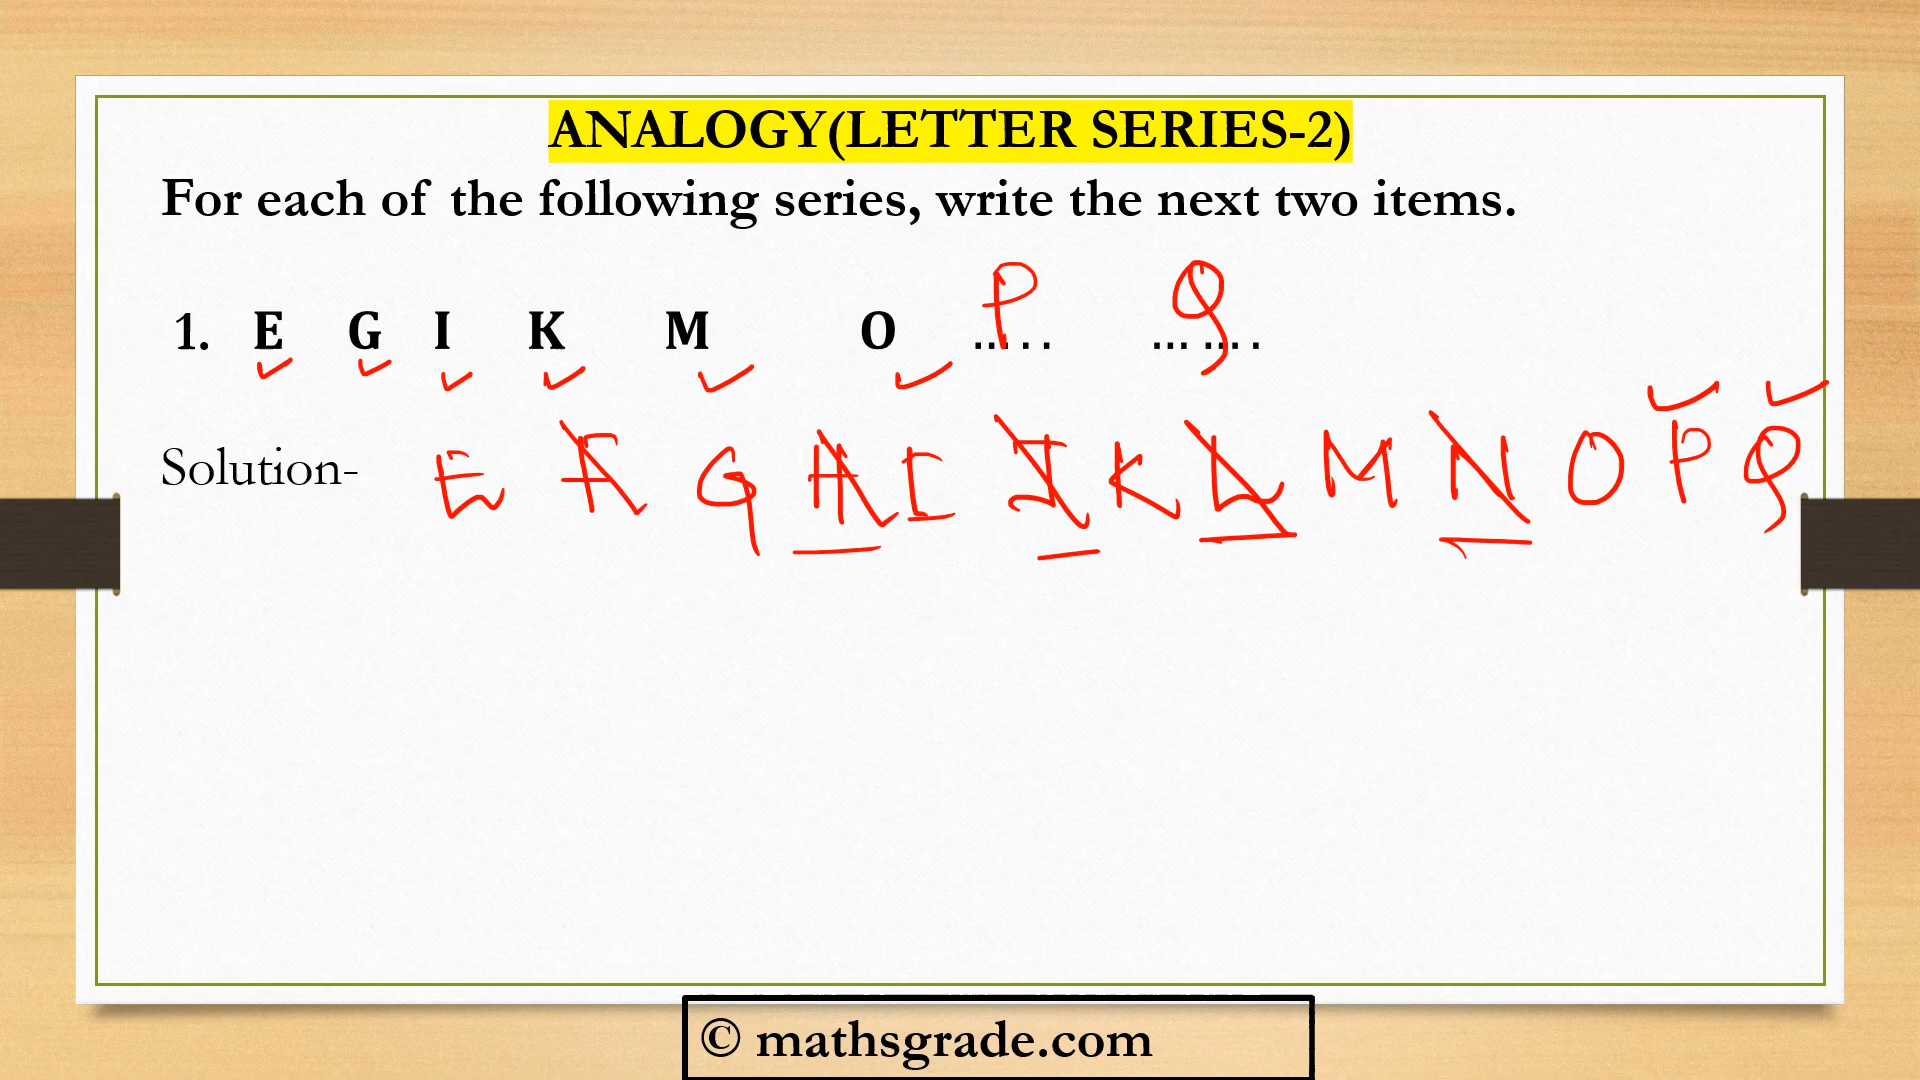 ANALOGY(LETTER SERIES-2)
For each of the following series, write the next two items.
1. E G I K M O ..... P ....... Q
Solution- E F G H I J K L M N O P Q
© mathsgrade.com